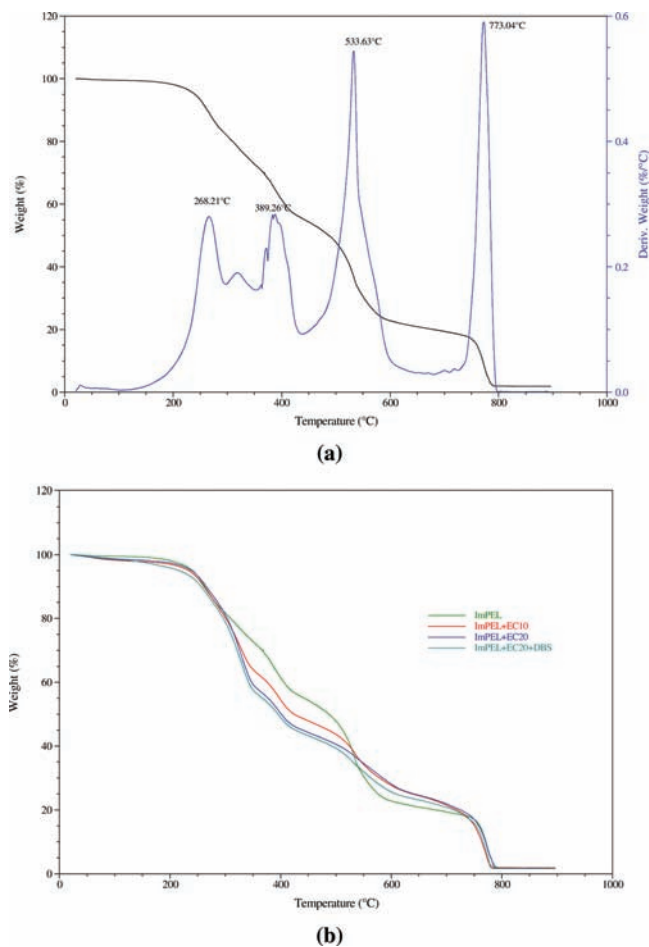 120
100
80
60
40
20
0
Weight (%)
0
200
400
600
800
1000
Temperature (°C)
0.6
0.4
0.2
0.0
Deriv. Weight (%/°C)
268.21°C
389.26°C
533.63°C
773.04°C
(a)
120
100
80
60
40
20
0
Weight (%)
ImPEL
ImPEL+EC10
ImPEL+EC20
ImPEL+EC20+DBS
0
200
400
600
800
1000
Temperature (°C)
(b)